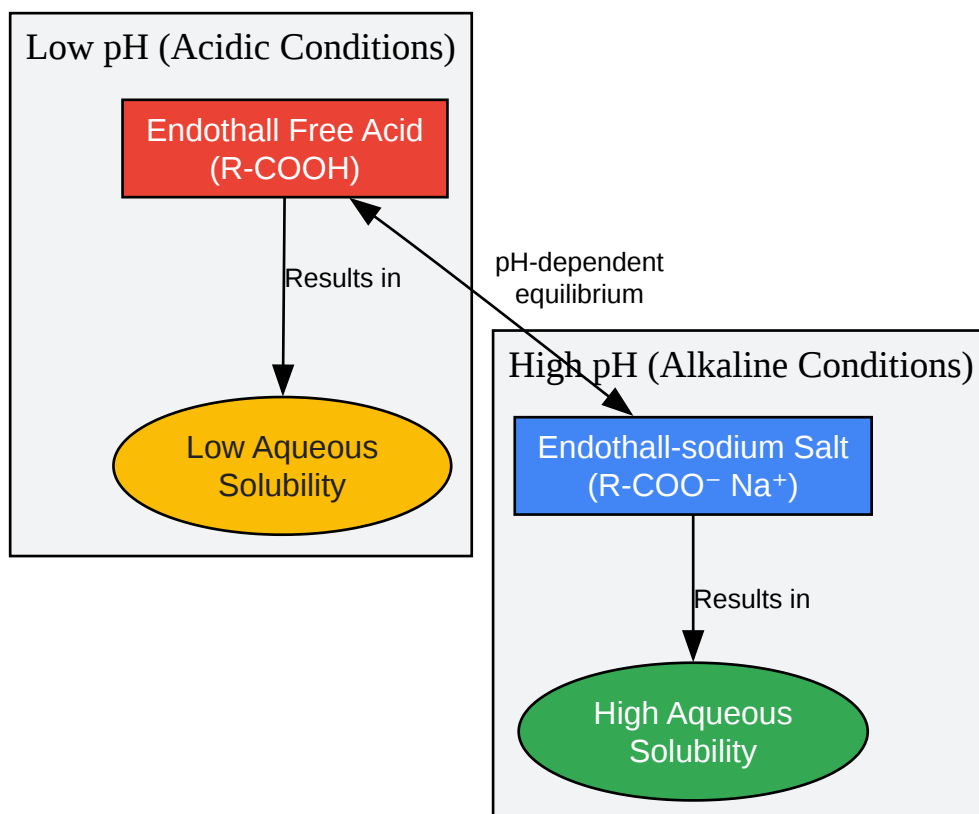 Low pH (Acidic Conditions)
Endothall Free Acid
(R-COOH)
Results in
Low Aqueous
Solubility
pH-dependent
equilibrium
High pH (Alkaline Conditions)
Endothall-sodium Salt
(R-COO⁻ Na⁺)
Results in
High Aqueous
Solubility